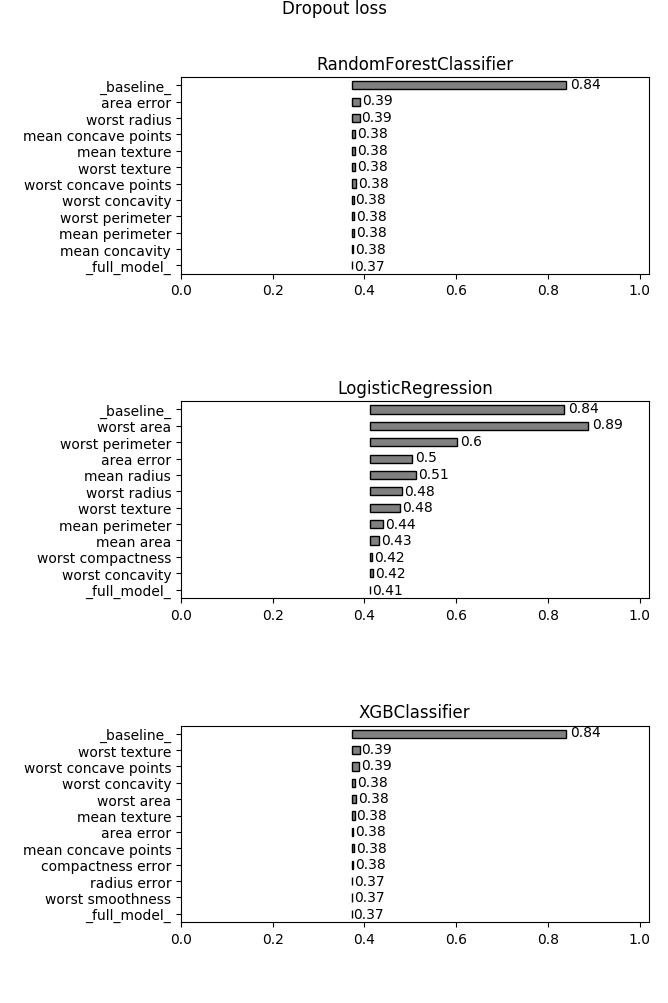 Dropout loss
RandomForestClassifier
_baseline_ 0.84
area error 0.39
worst radius 0.39
mean concave points 0.38
mean texture 0.38
worst texture 0.38
worst concave points 0.38
worst concavity 0.38
worst perimeter 0.38
mean perimeter 0.38
mean concavity 0.38
_full_model_ 0.37
0.0 0.2 0.4 0.6 0.8 1.0
LogisticRegression
_baseline_ 0.84
worst area 0.89
worst perimeter 0.6
area error 0.5
mean radius 0.51
worst radius 0.48
worst texture 0.48
mean perimeter 0.44
mean area 0.43
worst compactness 0.42
worst concavity 0.42
_full_model_ 0.41
0.0 0.2 0.4 0.6 0.8 1.0
XGBClassifier
_baseline_ 0.84
worst texture 0.39
worst concave points 0.39
worst concavity 0.38
worst area 0.38
mean texture 0.38
area error 0.38
mean concave points 0.38
compactness error 0.38
radius error 0.37
worst smoothness 0.37
_full_model_ 0.37
0.0 0.2 0.4 0.6 0.8 1.0